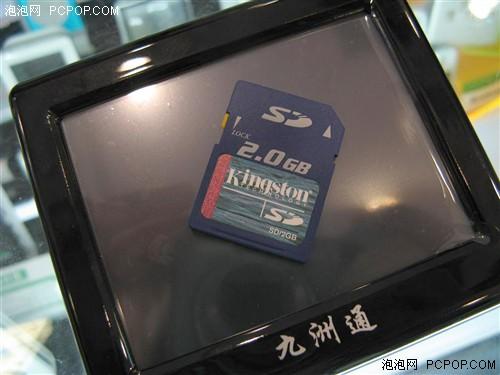 泡泡网 PCPOP.COM
SD
LOCK
2.0GB
Kingston
TECHNOLOGY
SD
SD/2GB
九洲通
泡泡网 PCPOP.COM